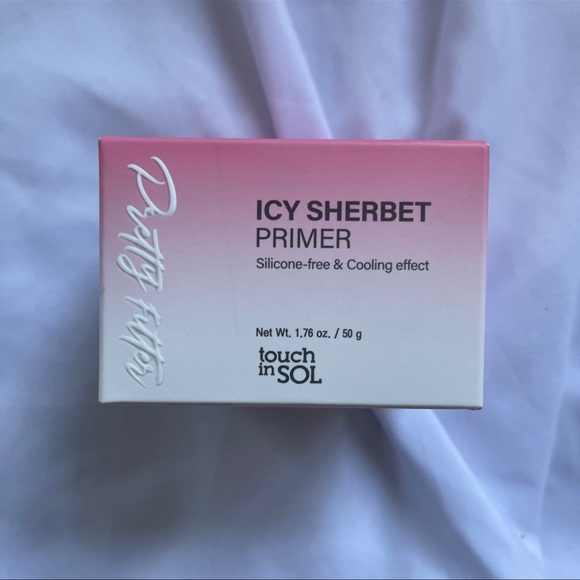 Pretty Filter
ICY SHERBET
PRIMER
Silicone-free & Cooling effect
Net Wt. 1.76 oz. / 50 g
touch
in SOL